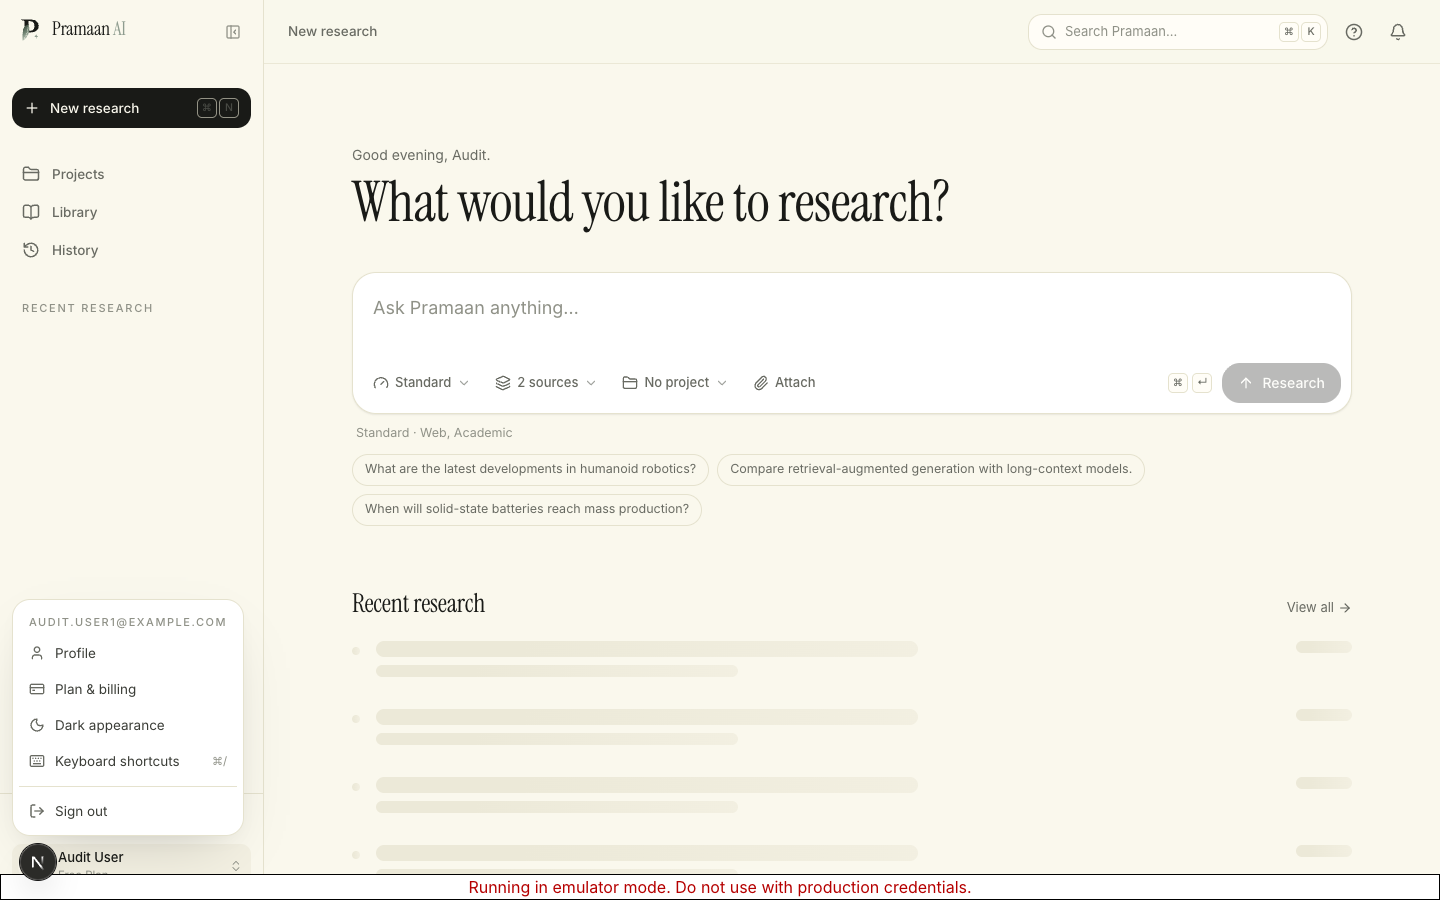 Pramaan AI
New research
⌘ N
Projects
Library
History
RECENT RESEARCH
AUDIT.USER1@EXAMPLE.COM
Profile
Plan & billing
Dark appearance
Keyboard shortcuts ⌘/
Sign out
N
Audit User
New research
Search Pramaan...
⌘ K
Good evening, Audit.
What would you like to research?
Ask Pramaan anything...
Standard
2 sources
No project
Attach
⌘ ↵
Research
Standard · Web, Academic
What are the latest developments in humanoid robotics?
Compare retrieval-augmented generation with long-context models.
When will solid-state batteries reach mass production?
Recent research
View all →
Running in emulator mode. Do not use with production credentials.